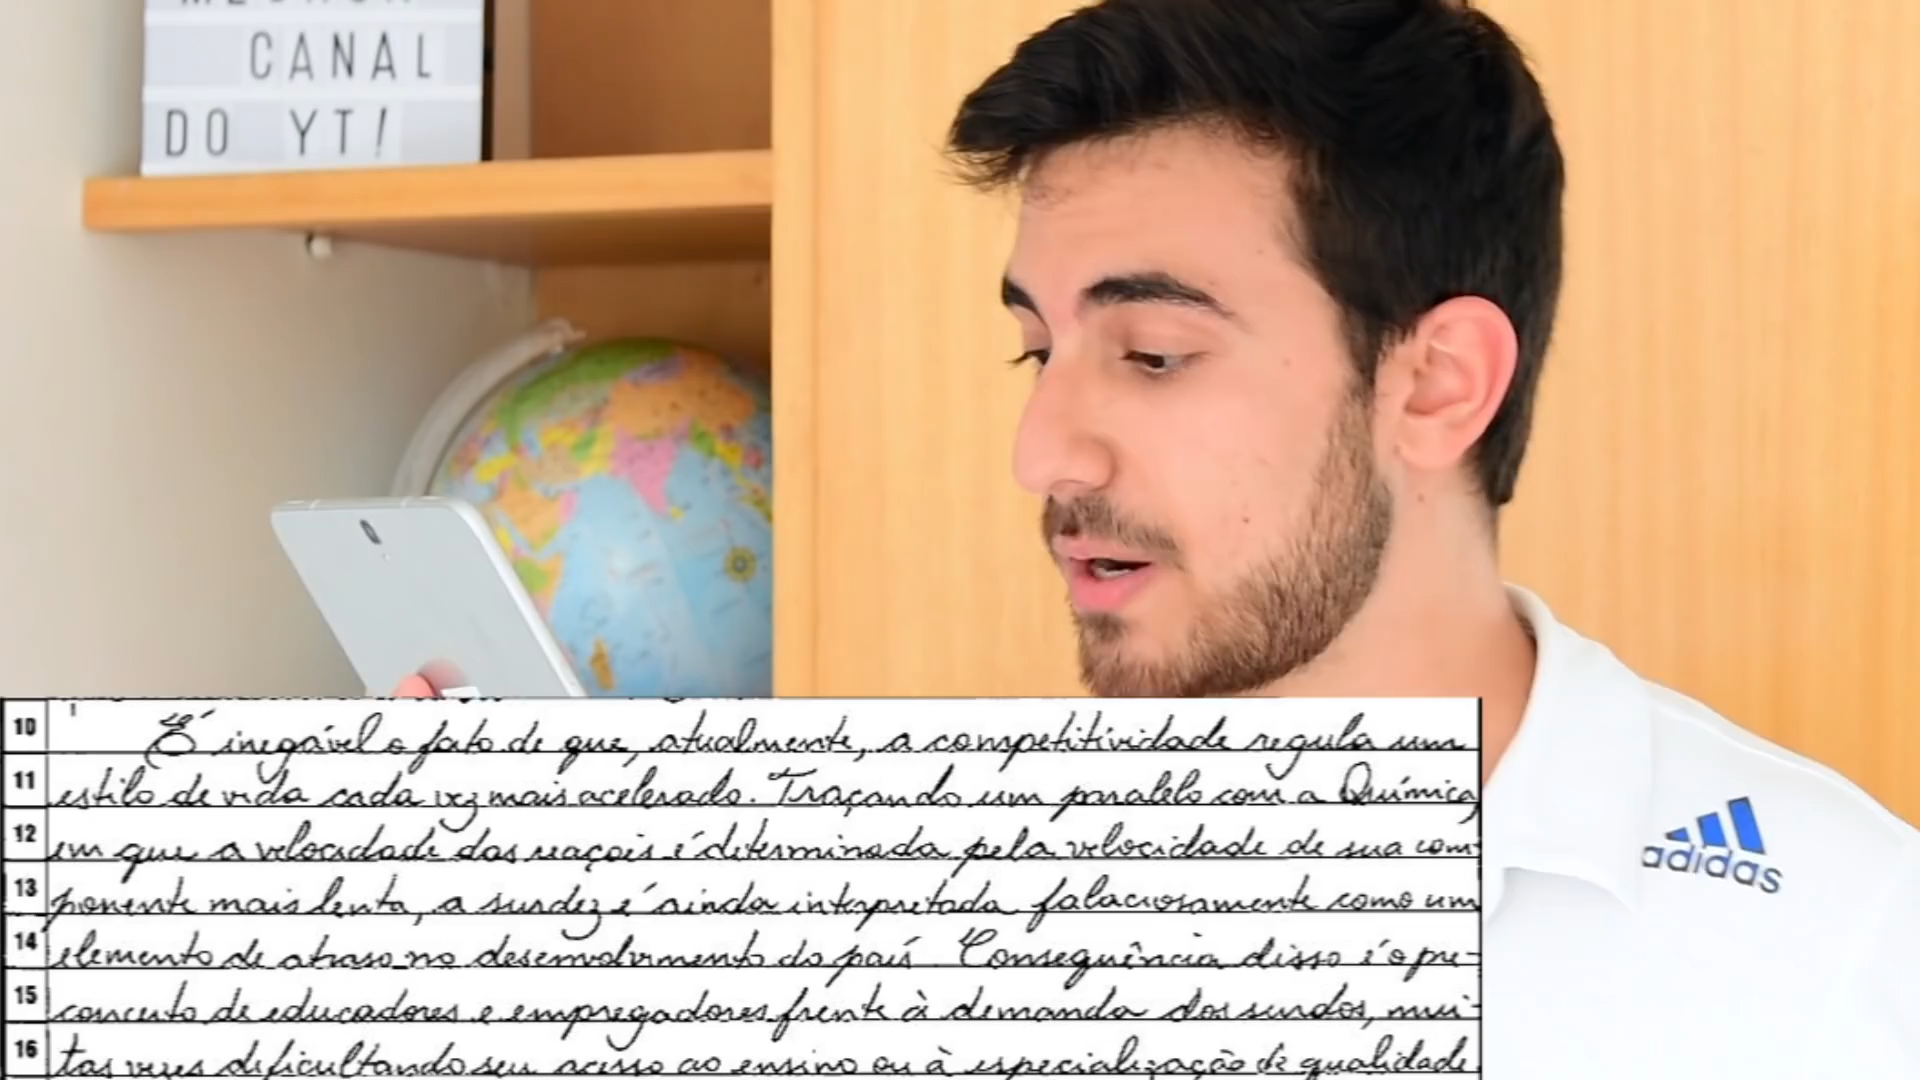 CANAL
DO YT!
adidas
10 É inegável o fato de que, atualmente, a competitividade regula um
11 estilo de vida cada vez mais acelerado. Traçando um paralelo com a Química,
12 em que a velocidade das reações é determinada pela velocidade de sua com-
13 ponente mais lenta, a surdez é ainda interpretada falaciosamente como um
14 elemento de atraso no desenvolvimento do país. Consequência disso é o pre-
15 conceito de educadores e empregadores frente à demanda dos surdos, mui-
16 tas vezes dificultando seu acesso ao ensino ou à especialização de qualidade